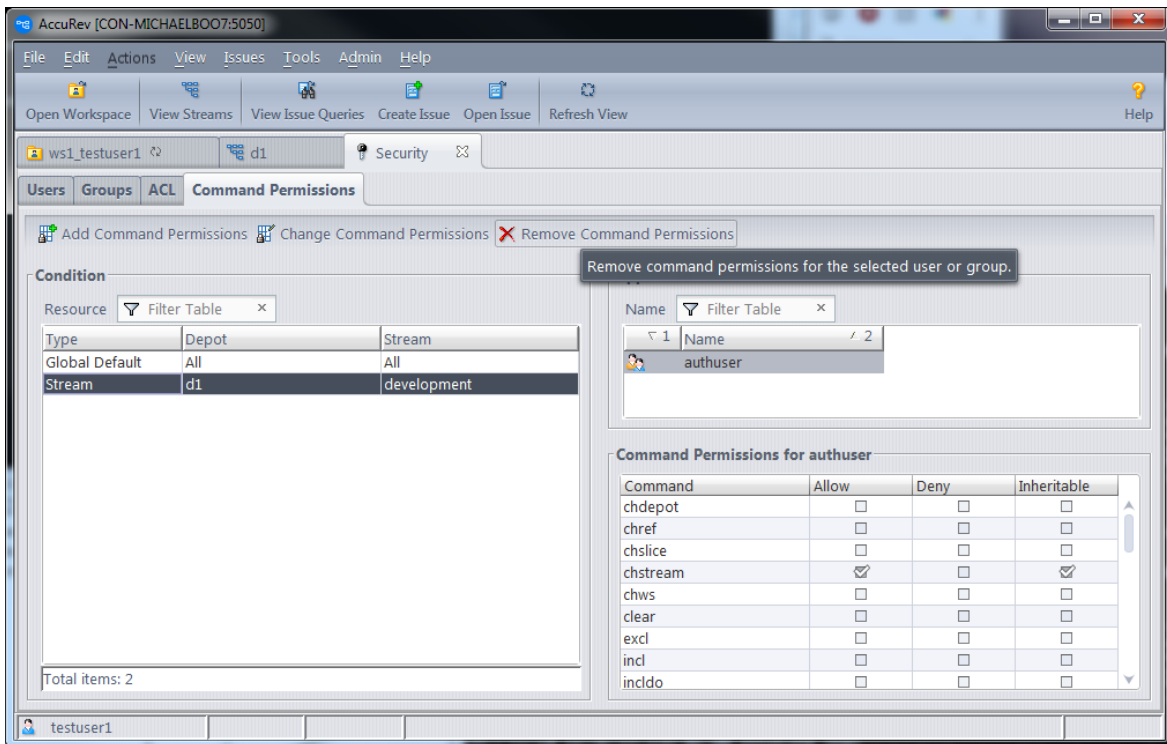 AccuRev [CON-MICHAELBOO7:5050]
File Edit Actions View Issues Tools Admin Help
Open Workspace View Streams View Issue Queries Create Issue Open Issue Refresh View Help
ws1_testuser1 d1 Security
Users Groups ACL Command Permissions
Add Command Permissions Change Command Permissions Remove Command Permissions
Remove command permissions for the selected user or group.
Condition
Resource Filter Table ×
Name Filter Table ×
Type Depot Stream
1 Name 2
Global Default All All
authuser
Stream d1 development
Command Permissions for authuser
Command Allow Deny Inheritable
chdepot
chref
chslice
chstream
chws
clear
excl
incl
incldo
Total items: 2
testuser1